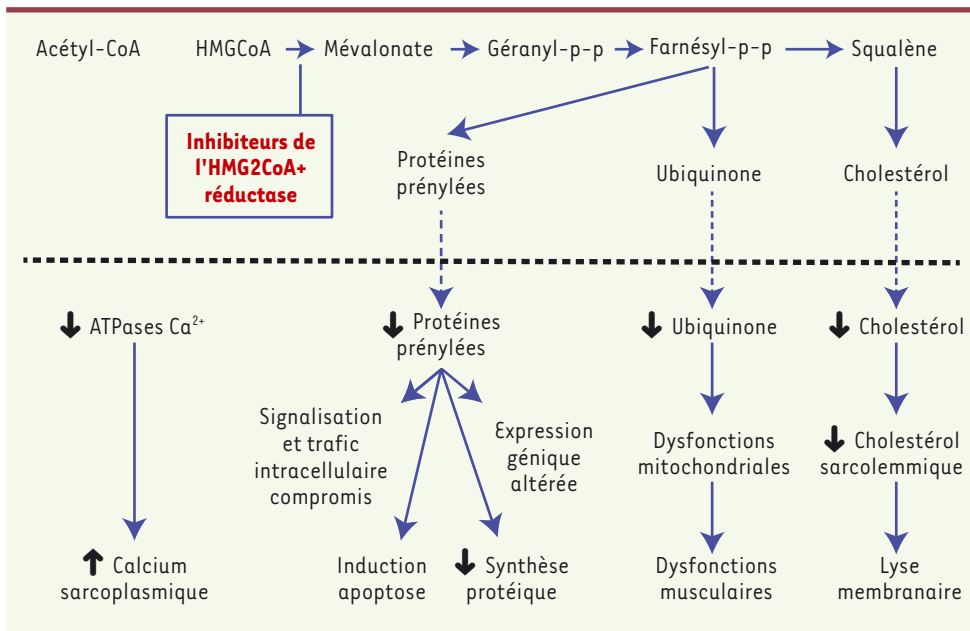 Acétyl-CoA HMGCoA Mévalonate Géranyl-p-p Farnésyl-p-p Squalène
Inhibiteurs de
l'HMG2CoA+
réductase
Protéines
prénylées
Ubiquinone
Cholestérol
ATPases Ca²⁺
Protéines
prénylées
Ubiquinone
Cholestérol
Signalisation
et trafic
intracellulaire
compromis
Expression
génique
altérée
Dysfonctions
mitochondriales
Cholestérol
sarcolemmique
Calcium
sarcoplasmique
Induction
apoptose
Synthèse
protéique
Dysfonctions
musculaires
Lyse
membranaire